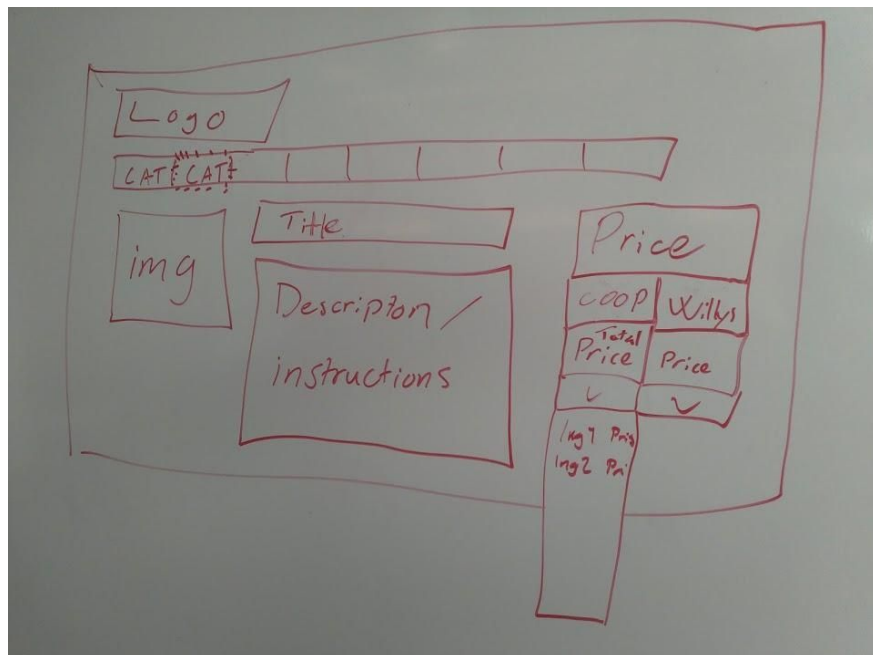 Logo
CAT CAT
img
Title
Description /
instructions
Price
COOP Willys
Total
Price Price
Ing1 Pris
Ing2 Pri